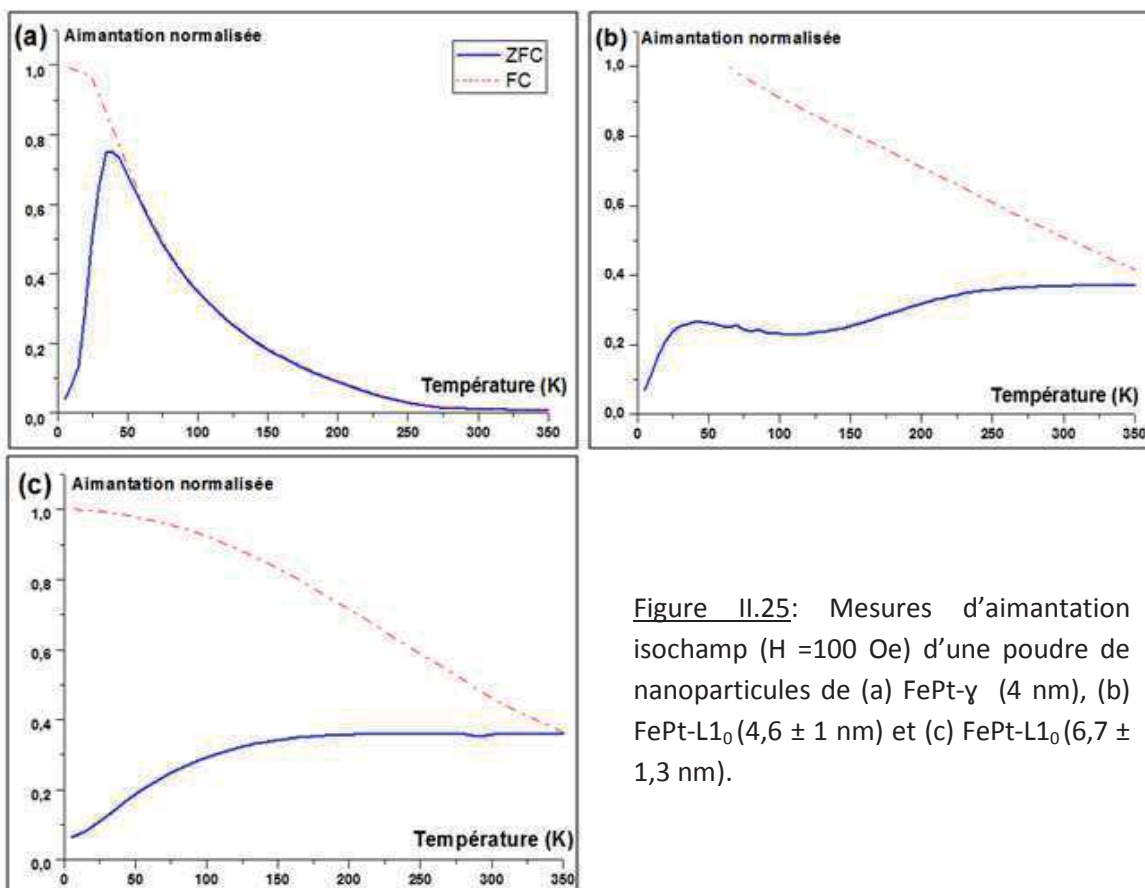 (a)
Aimantation normalisée
ZFC
FC
1,0
0,8
0,6
0,4
0,2
0,0
Température (K)
0 50 100 150 200 250 300 350
(b)
Aimantation normalisée
1,0
0,8
0,6
0,4
0,2
0,0
Température (K)
0 50 100 150 200 250 300 350
(c)
Aimantation normalisée
1,0
0,8
0,6
0,4
0,2
0,0
Température (K)
0 50 100 150 200 250 300 350
Figure II.25: Mesures d'aimantation
isochamp (H =100 Oe) d'une poudre de
nanoparticules de (a) FePt-ɣ (4 nm), (b)
FePt-L1₀ (4,6 ± 1 nm) et (c) FePt-L1₀ (6,7 ±
1,3 nm).